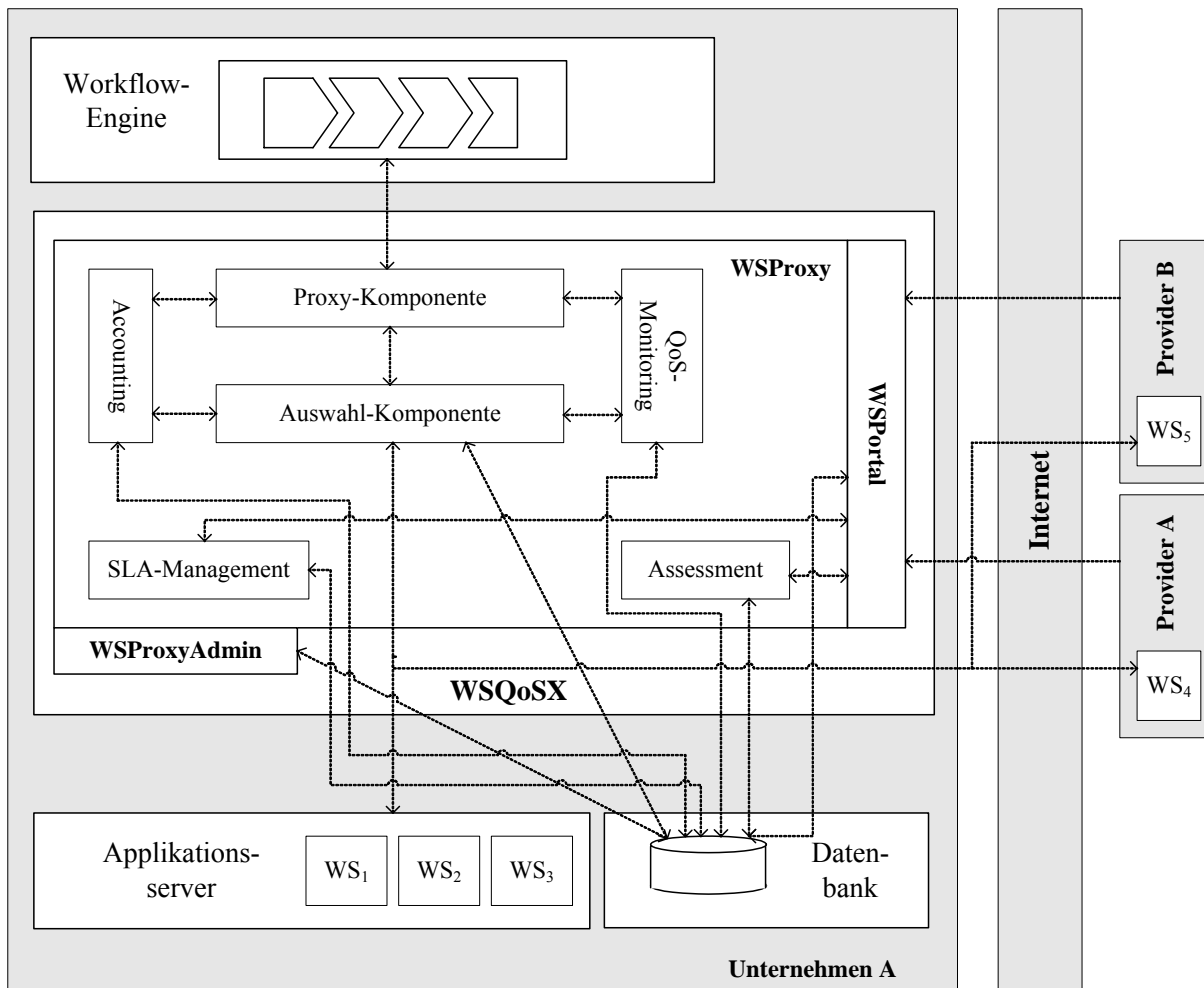 Workflow-
Engine
WSProxy
Proxy-Komponente
Accounting
QoS-
Monitoring
Auswahl-Komponente
WSPortal
SLA-Management
Assessment
WSProxyAdmin
WSQoSX
Applikations-
server
WS₁
WS₂
WS₃
Daten-
bank
Unternehmen A
Internet
Provider B
WS₅
Provider A
WS₄